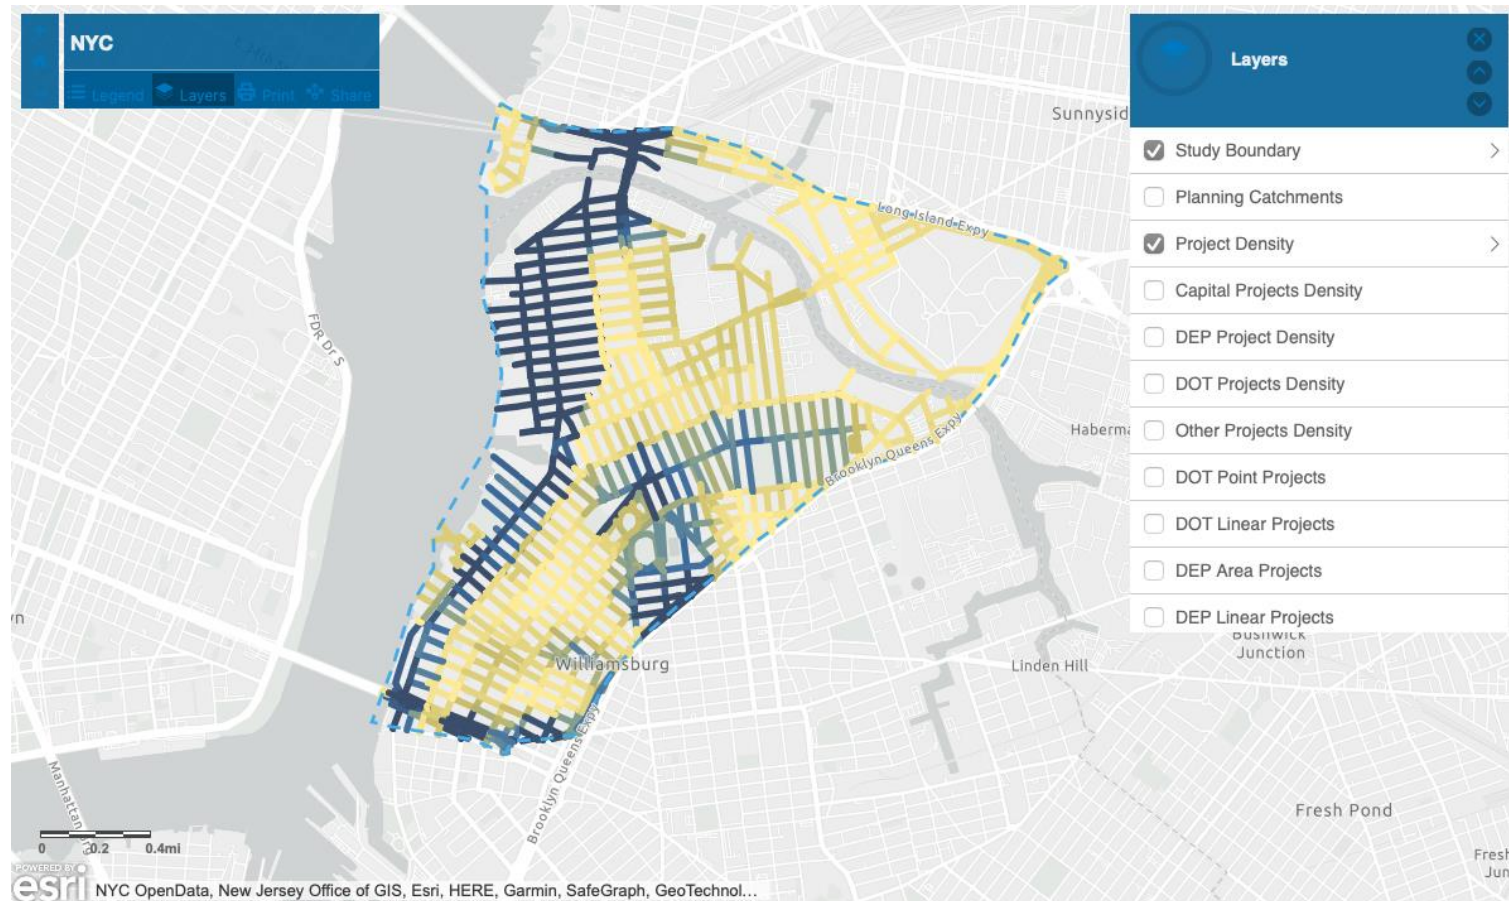 NYC
Legend
Layers
Print
Share
Layers
Study Boundary
Planning Catchments
Project Density
Capital Projects Density
DEP Project Density
DOT Projects Density
Other Projects Density
DOT Point Projects
DOT Linear Projects
DEP Area Projects
DEP Linear Projects
Sunnysid
Long Island Expy
FDR Dr S
Haberma
Brooklyn Queens Expy
yn
Williamsburg
Linden Hill
Bushwick
Junction
Brooklyn Queens Expy
Manhattan
Fresh Pond
0 0.2 0.4mi
Fresh
Jun
POWERED BY
esri
NYC OpenData, New Jersey Office of GIS, Esri, HERE, Garmin, SafeGraph, GeoTechnol...